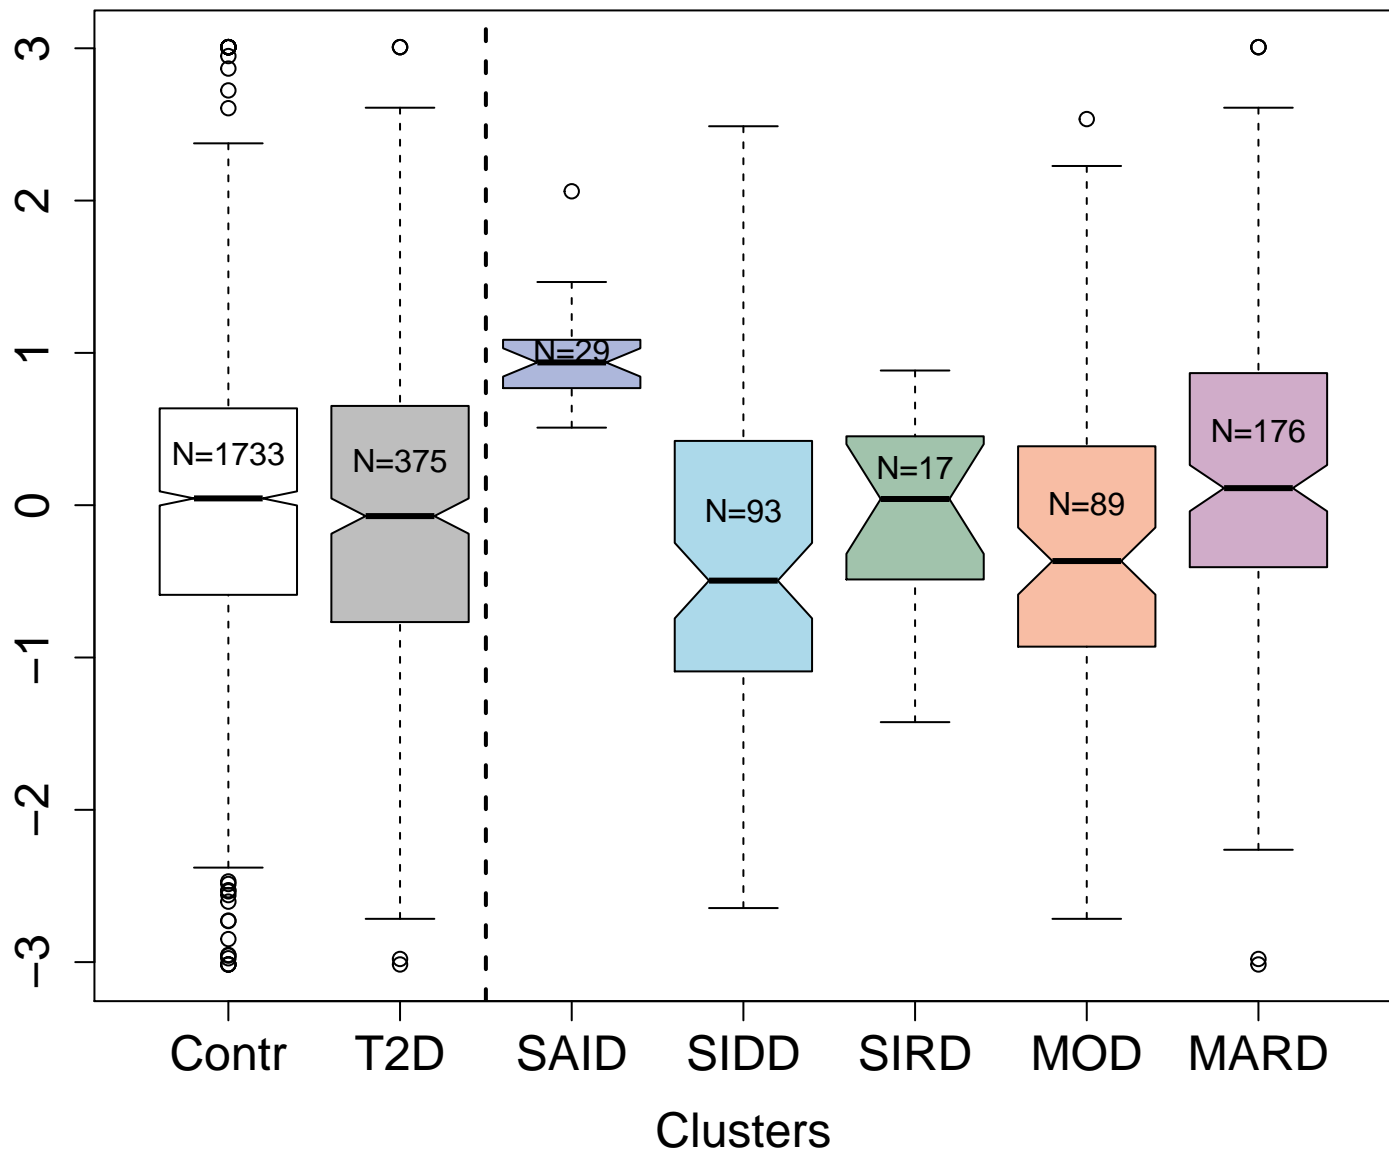 3
2
1
0
−1
−2
−3
N=1733
N=375
N=29
N=93
N=17
N=89
N=176
Contr T2D SAID SIDD SIRD MOD MARD
Clusters